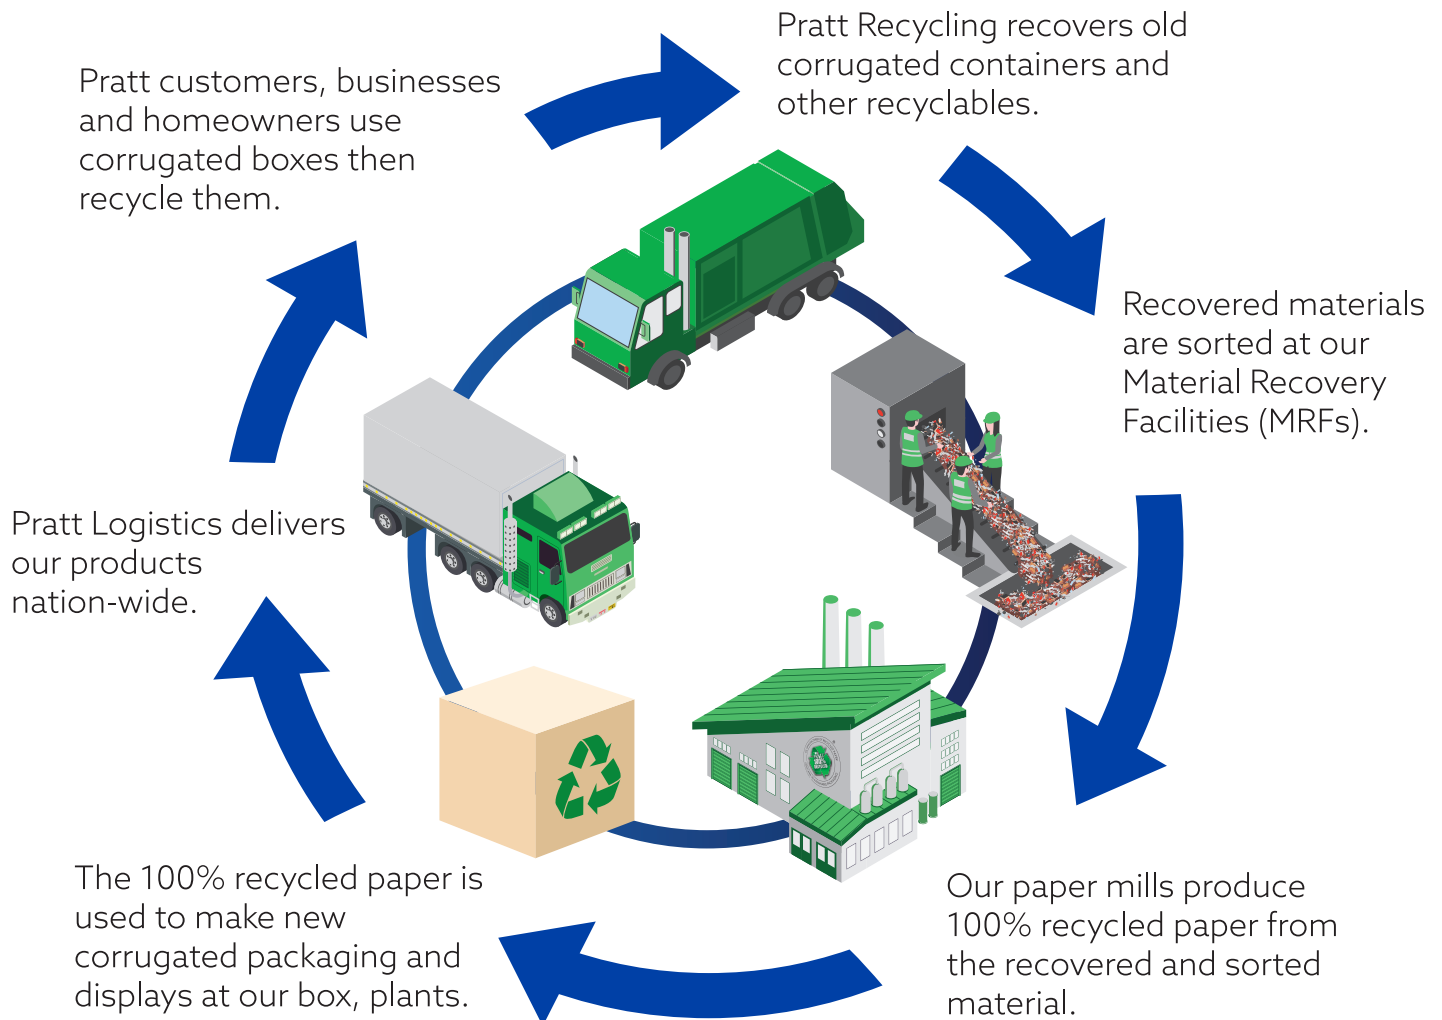 Pratt Recycling recovers old
corrugated containers and
other recyclables.
Recovered materials
are sorted at our
Material Recovery
Facilities (MRFs).
Our paper mills produce
100% recycled paper from
the recovered and sorted
material.
The 100% recycled paper is
used to make new
corrugated packaging and
displays at our box, plants.
Pratt Logistics delivers
our products
nation-wide.
Pratt customers, businesses
and homeowners use
corrugated boxes then
recycle them.